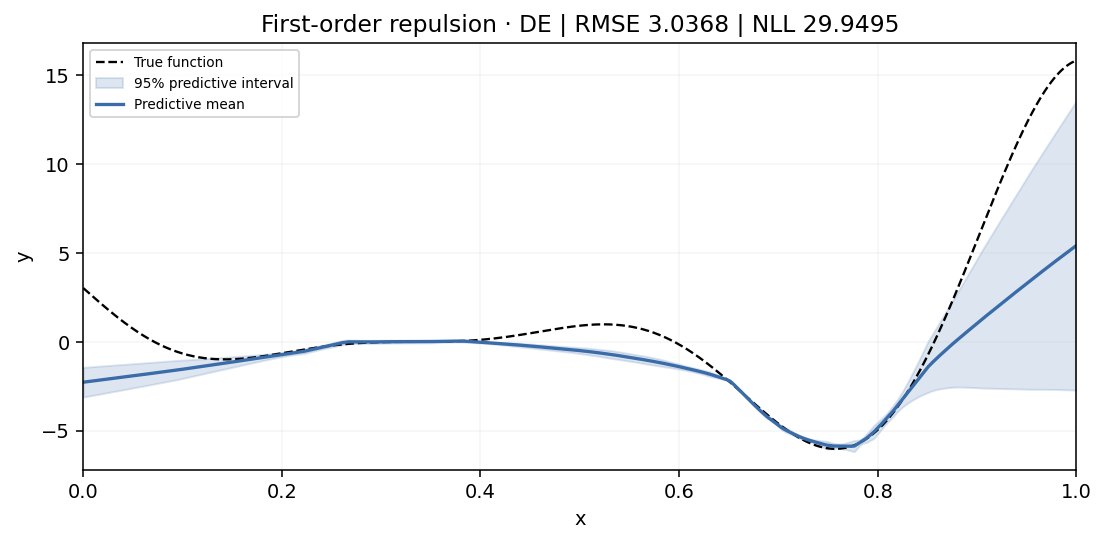 First-order repulsion · DE | RMSE 3.0368 | NLL 29.9495
True function
95% predictive interval
Predictive mean
15
10
5
0
−5
y
0.0 0.2 0.4 0.6 0.8 1.0
x